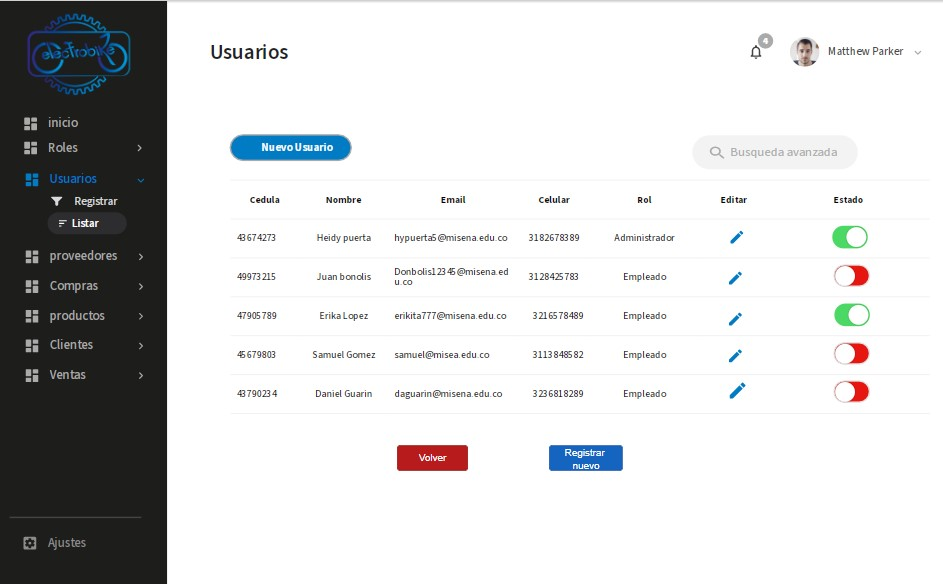 electrobike
Usuarios
4
Matthew Parker
inicio
Roles
Usuarios
Registrar
Listar
proveedores
Compras
productos
Clientes
Ventas
Ajustes
Nuevo Usuario
Busqueda avanzada
Cedula Nombre Email Celular Rol Editar Estado
43674273 Heidy puerta hypuerta5@misena.edu.co 3182678389 Administrador
49973215 Juan bonolis Donbolis12345@misena.ed
u.co 3128425783 Empleado
47905789 Erika Lopez erikita777@misena.edu.co 3216578489 Empleado
45679803 Samuel Gomez samuel@misea.edu.co 3113848582 Empleado
43790234 Daniel Guarin daguarin@misena.edu.co 3236818289 Empleado
Volver
Registrar
nuevo